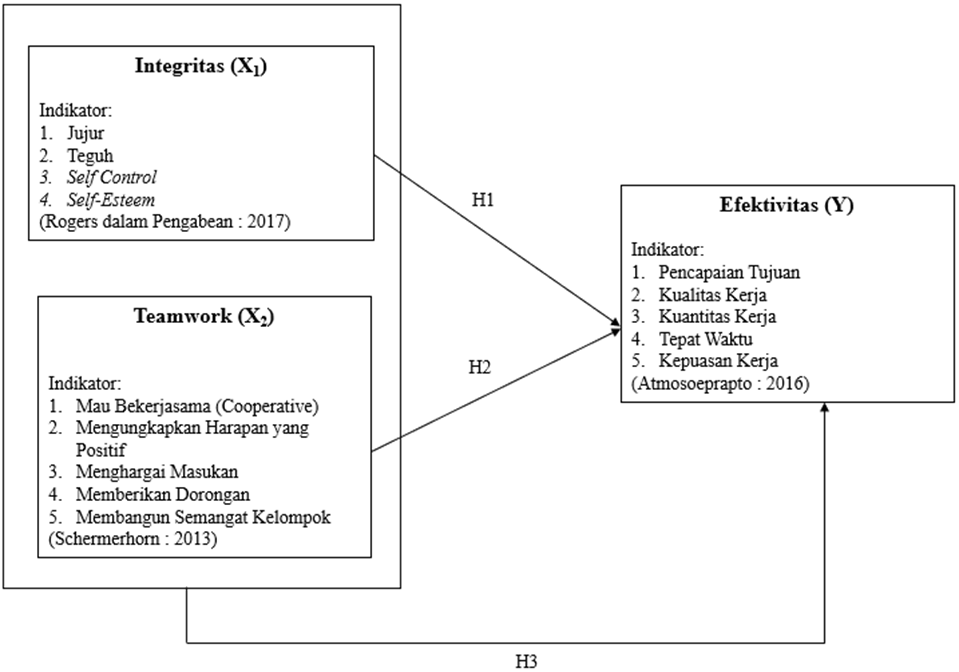 Integritas (X₁)
Indikator:
1. Jujur
2. Teguh
3. Self Control
4. Self-Esteem
(Rogers dalam Pengabean : 2017)
Teamwork (X₂)
Indikator:
1. Mau Bekerjasama (Cooperative)
2. Mengungkapkan Harapan yang
Positif
3. Menghargai Masukan
4. Memberikan Dorongan
5. Membangun Semangat Kelompok
(Schermerhorn : 2013)
H1
H2
Efektivitas (Y)
Indikator:
1. Pencapaian Tujuan
2. Kualitas Kerja
3. Kuantitas Kerja
4. Tepat Waktu
5. Kepuasan Kerja
(Atmosoeprapto : 2016)
H3